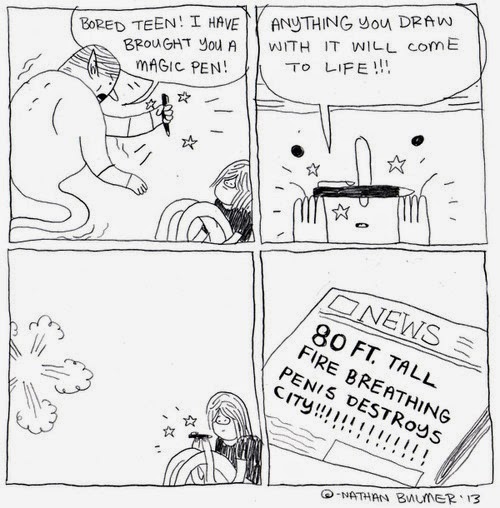 BORED TEEN! I HAVE
BROUGHT YOU A
MAGIC PEN!
ANYTHING YOU DRAW
WITH IT WILL COME
TO LIFE!!!
NEWS
80 FT. TALL
FIRE BREATHING
PENIS DESTROYS
CITY!!!!!!!!!!!!!
©-NATHAN BULMER '13